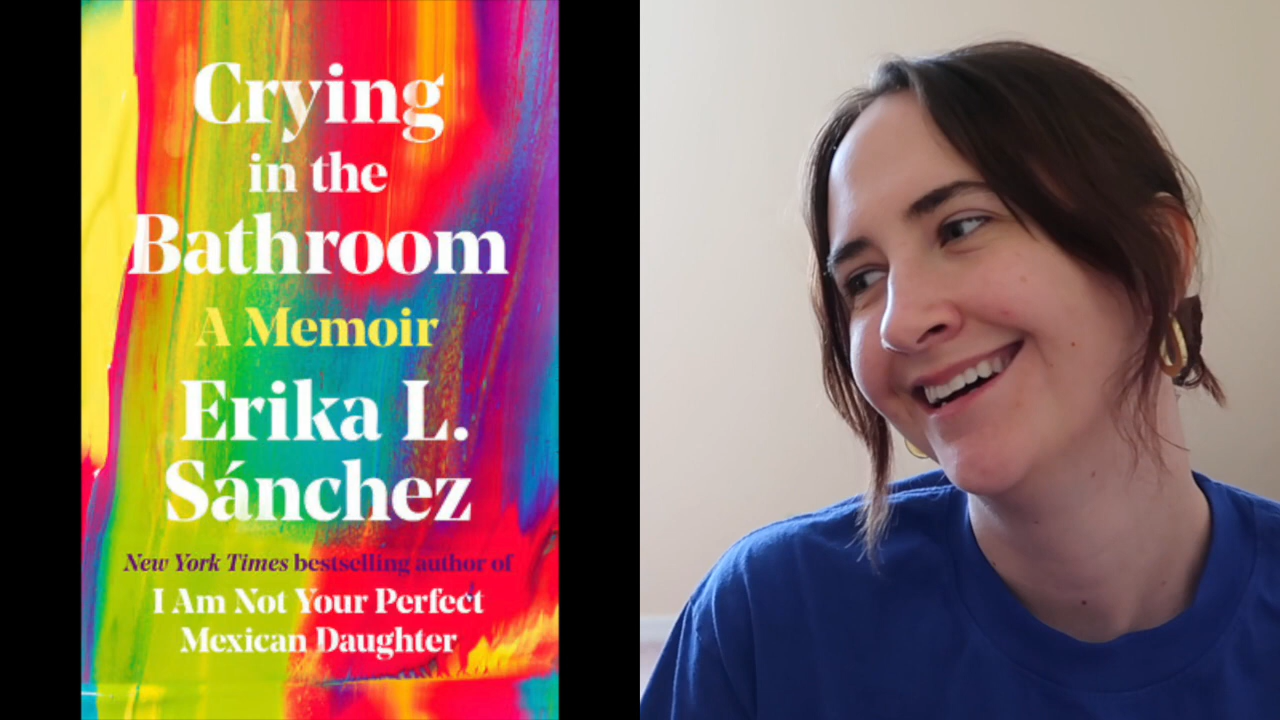 Crying
in the
Bathroom
A Memoir
Erika L.
Sánchez
New York Times bestselling author of
I Am Not Your Perfect
Mexican Daughter